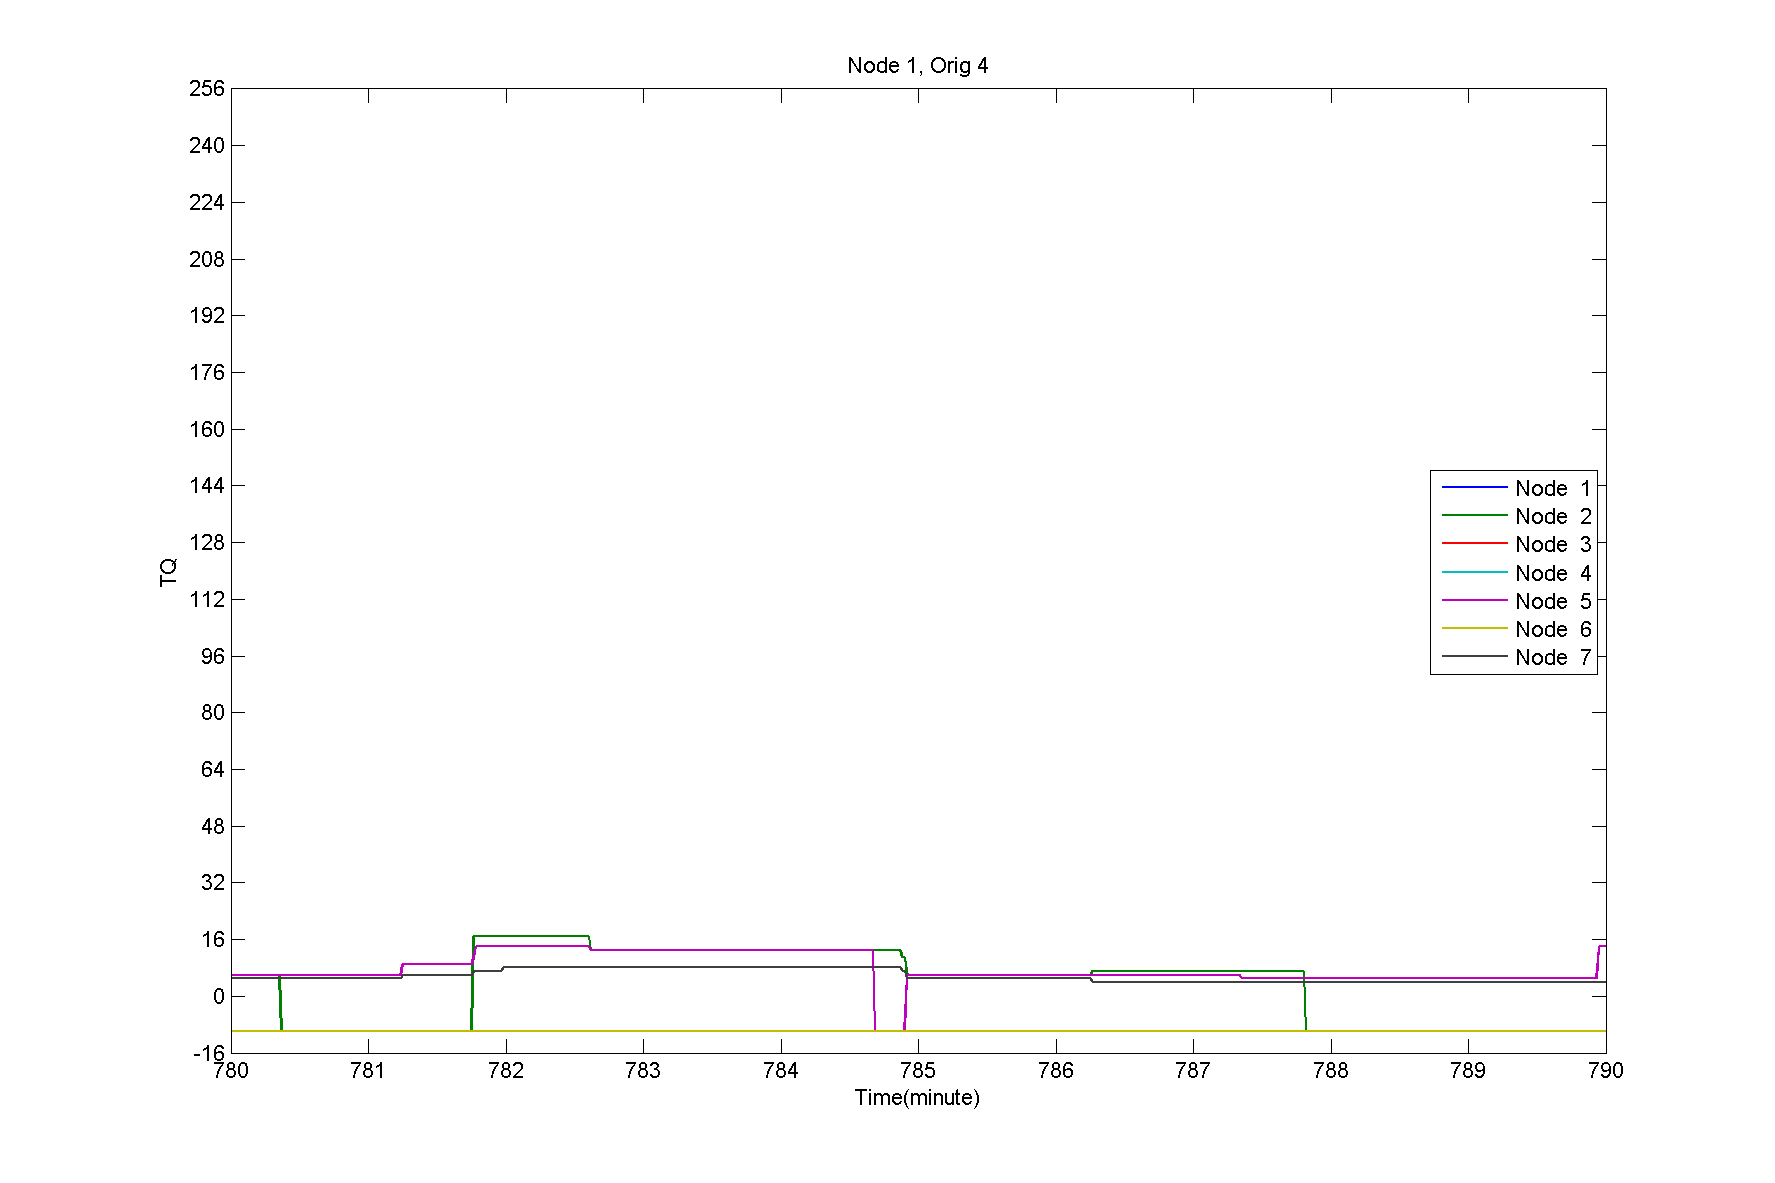 Node 1, Orig 4
256
240
224
208
192
176
160
144
128
112
96
80
64
48
32
16
0
-16
TQ
Node 1
Node 2
Node 3
Node 4
Node 5
Node 6
Node 7
780 781 782 783 784 785 786 787 788 789 790
Time(minute)